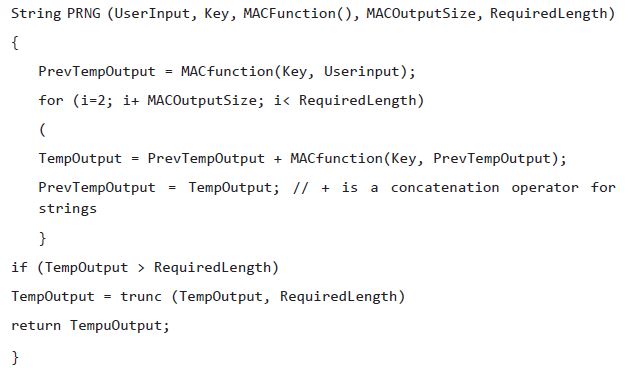 String PRNG (UserInput, Key, MACFunction(), MACOutputSize, RequiredLength)
{
PrevTempOutput = MACfunction(Key, Userinput);
for (i=2; i+ MACOutputSize; i< RequiredLength)
(
TempOutput = PrevTempOutput + MACfunction(Key, PrevTempOutput);
PrevTempOutput = TempOutput; // + is a concatenation operator for
strings
}
if (TempOutput > RequiredLength)
TempOutput = trunc (TempOutput, RequiredLength)
return TempuOutput;
}